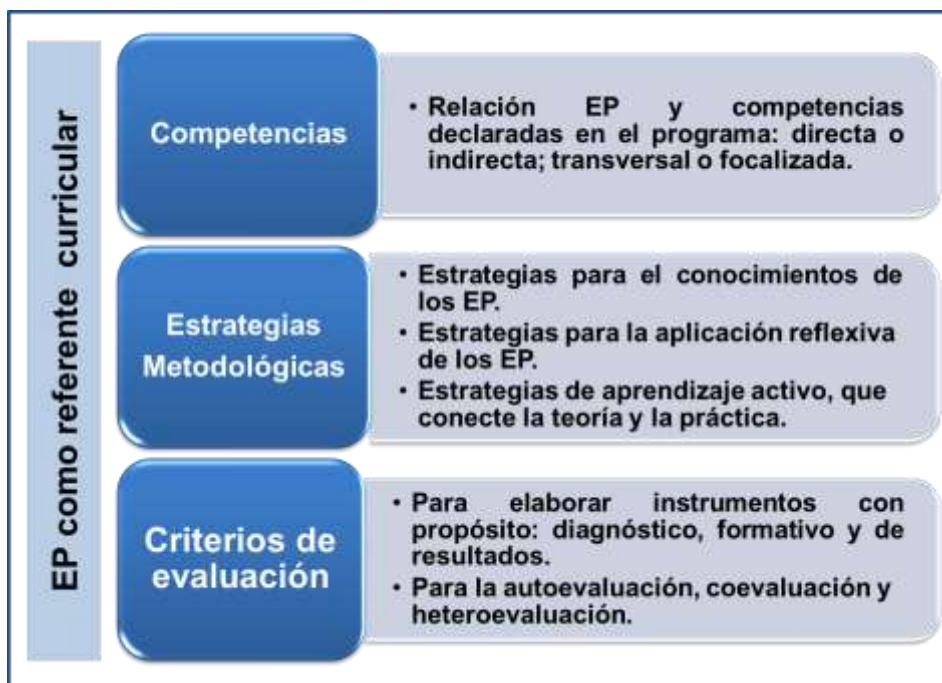 EP como referente curricular
Competencias
• Relación EP y competencias
declaradas en el programa: directa o
indirecta; transversal o focalizada.
Estrategias
Metodológicas
• Estrategias para el conocimientos de
los EP.
• Estrategias para la aplicación reflexiva
de los EP.
• Estrategias de aprendizaje activo, que
conecte la teoría y la práctica.
Criterios de
evaluación
• Para elaborar instrumentos con
propósito: diagnóstico, formativo y de
resultados.
• Para la autoevaluación, coevaluación y
heteroevaluación.